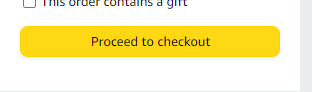 This order contains a gift
Proceed to checkout